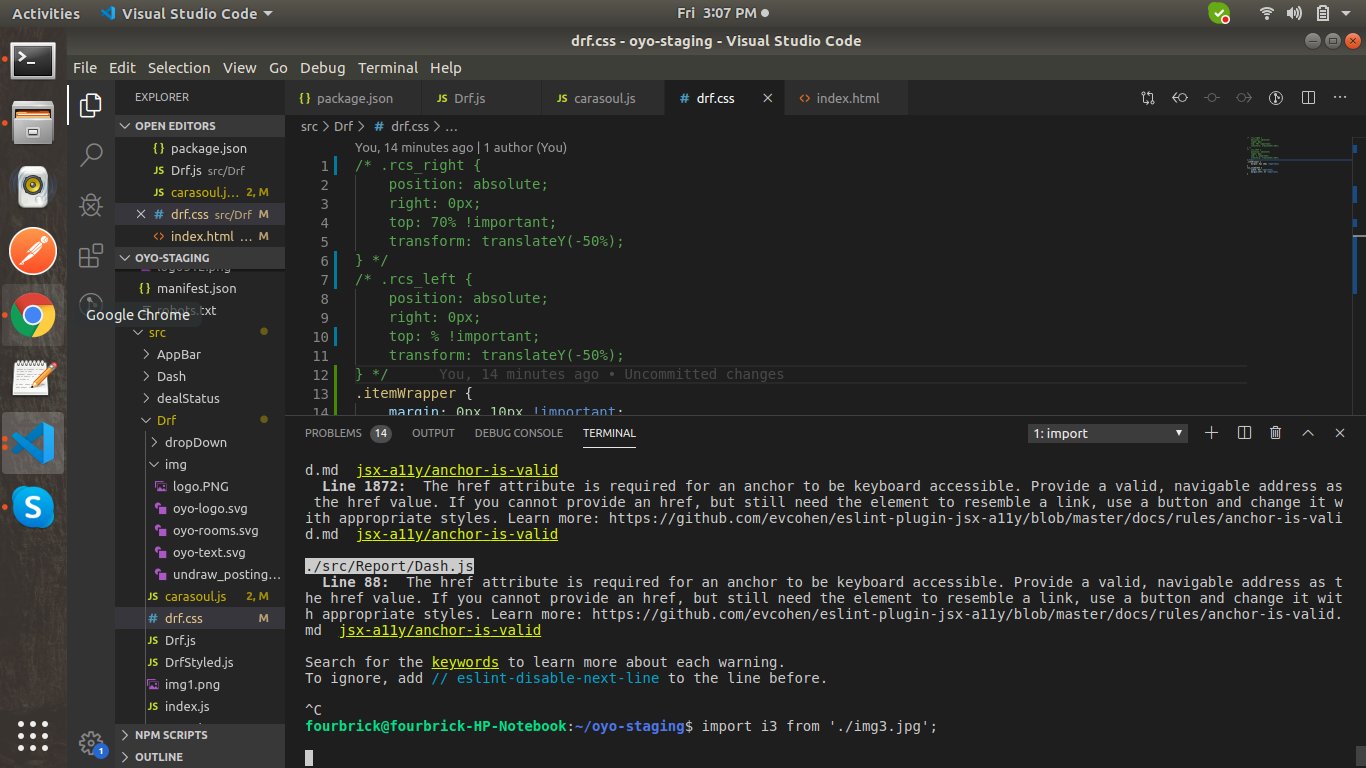 Activities
Visual Studio Code
Fri 3:07 PM
drf.css - oyo-staging - Visual Studio Code
File Edit Selection View Go Debug Terminal Help
EXPLORER
OPEN EDITORS
package.json
Drf.js src/Drf
carasoul.j... 2, M
drf.css src/Drf M
index.html ... M
OYO-STAGING
manifest.json
.txt
Google Chrome
src
AppBar
Dash
dealStatus
Drf
dropDown
img
logo.PNG
oyo-logo.svg
oyo-rooms.svg
oyo-text.svg
undraw_posting...
carasoul.js 2, M
drf.css M
Drf.js
DrfStyled.js
img1.png
index.js
NPM SCRIPTS
OUTLINE
1
package.json
Drf.js
carasoul.js
drf.css
index.html
src > Drf > # drf.css > ...
You, 14 minutes ago | 1 author (You)
1 /* .rcs_right {
2 position: absolute;
3 right: 0px;
4 top: 70% !important;
5 transform: translateY(-50%);
6 } */
7 /* .rcs_left {
8 position: absolute;
9 right: 0px;
10 top: % !important;
11 transform: translateY(-50%);
12 } */ You, 14 minutes ago • Uncommitted changes
13 .itemWrapper {
14 margin: 0px 10px !important;
PROBLEMS 14 OUTPUT DEBUG CONSOLE TERMINAL
1: import
d.md jsx-a11y/anchor-is-valid
Line 1872: The href attribute is required for an anchor to be keyboard accessible. Provide a valid, navigable address as
the href value. If you cannot provide an href, but still need the element to resemble a link, use a button and change it w
ith appropriate styles. Learn more: https://github.com/evcohen/eslint-plugin-jsx-a11y/blob/master/docs/rules/anchor-is-vali
d.md jsx-a11y/anchor-is-valid
./src/Report/Dash.js
Line 88: The href attribute is required for an anchor to be keyboard accessible. Provide a valid, navigable address as t
he href value. If you cannot provide an href, but still need the element to resemble a link, use a button and change it wit
h appropriate styles. Learn more: https://github.com/evcohen/eslint-plugin-jsx-a11y/blob/master/docs/rules/anchor-is-valid.
md jsx-a11y/anchor-is-valid
Search for the keywords to learn more about each warning.
To ignore, add // eslint-disable-next-line to the line before.
^C
fourbrick@fourbrick-HP-Notebook:~/oyo-staging$ import i3 from './img3.jpg';